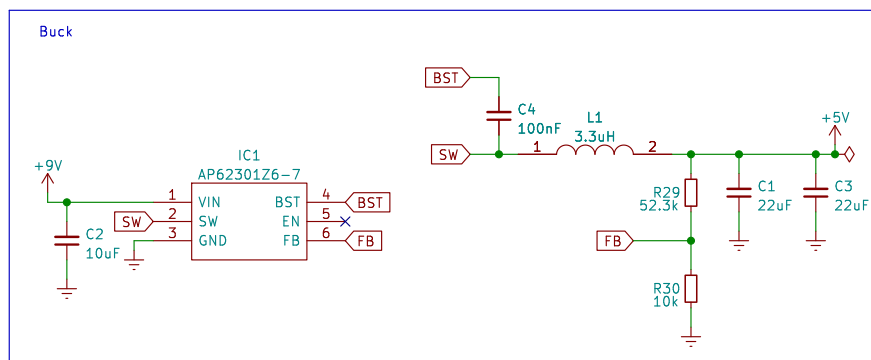 Buck
+9V
C2
10uF
IC1
AP62301Z6-7
1 VIN
2 SW
3 GND
BST 4
EN 5
FB 6
SW
BST
FB
BST
C4
100nF
SW
L1
3.3uH
1 2
R29
52.3k
FB
R30
10k
C1
22uF
C3
22uF
+5V